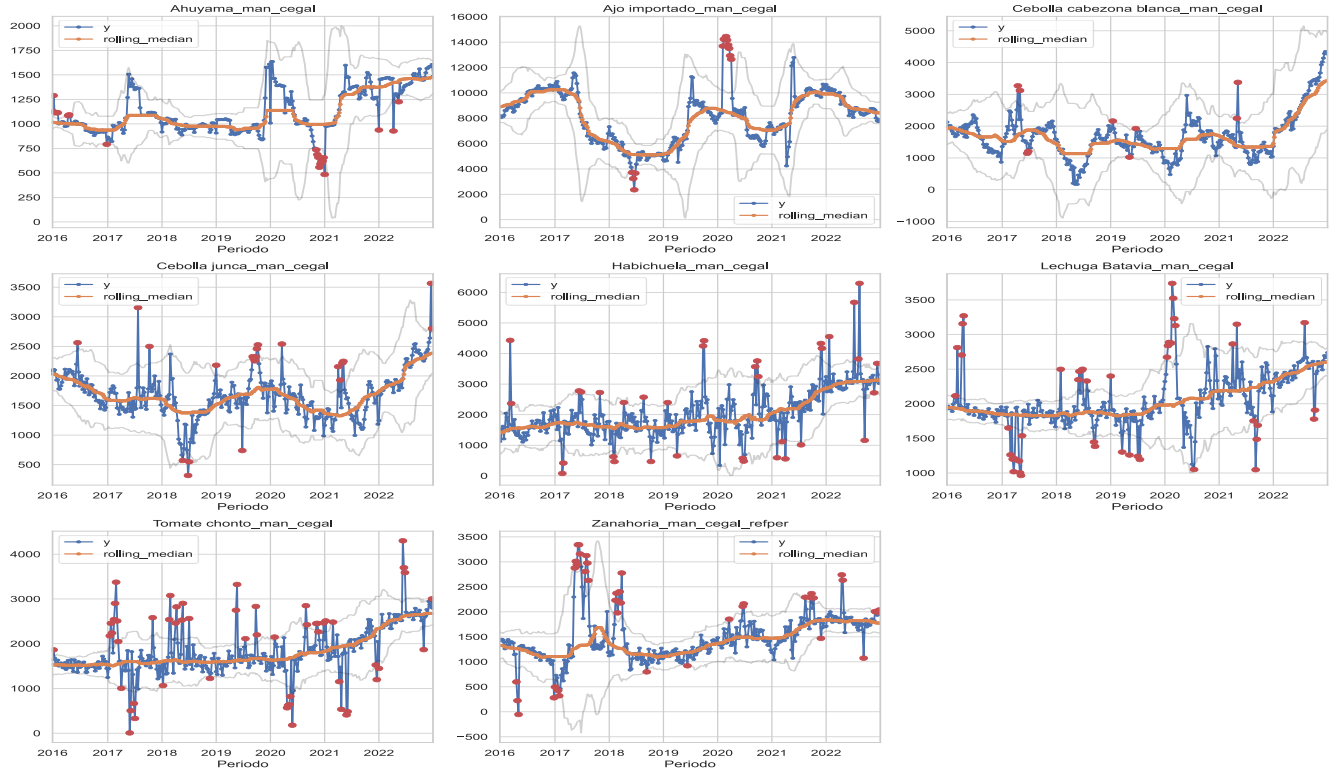 Ahuyama_man_cegal
2000
1750
1500
1250
1000
750
500
250
0
y
rolling_median
2016 2017 2018 2019 2020 2021 2022
Periodo
Ajo importado_man_cegal
16000
14000
12000
10000
8000
6000
4000
2000
0
y
rolling_median
2016 2017 2018 2019 2020 2021 2022
Periodo
Cebolla cabezona blanca_man_cegal
5000
4000
3000
2000
1000
0
−1000
y
rolling_median
2016 2017 2018 2019 2020 2021 2022
Periodo
Cebolla junca_man_cegal
3500
3000
2500
2000
1500
1000
500
y
rolling_median
2016 2017 2018 2019 2020 2021 2022
Periodo
Habichuela_man_cegal
6000
5000
4000
3000
2000
1000
0
y
rolling_median
2016 2017 2018 2019 2020 2021 2022
Periodo
Lechuga Batavia_man_cegal
3500
3000
2500
2000
1500
1000
y
rolling_median
2016 2017 2018 2019 2020 2021 2022
Periodo
Tomate chonto_man_cegal
4000
3000
2000
1000
0
y
rolling_median
2016 2017 2018 2019 2020 2021 2022
Periodo
Zanahoria_man_cegal_refper
3500
3000
2500
2000
1500
1000
500
0
−500
y
rolling_median
2016 2017 2018 2019 2020 2021 2022
Periodo